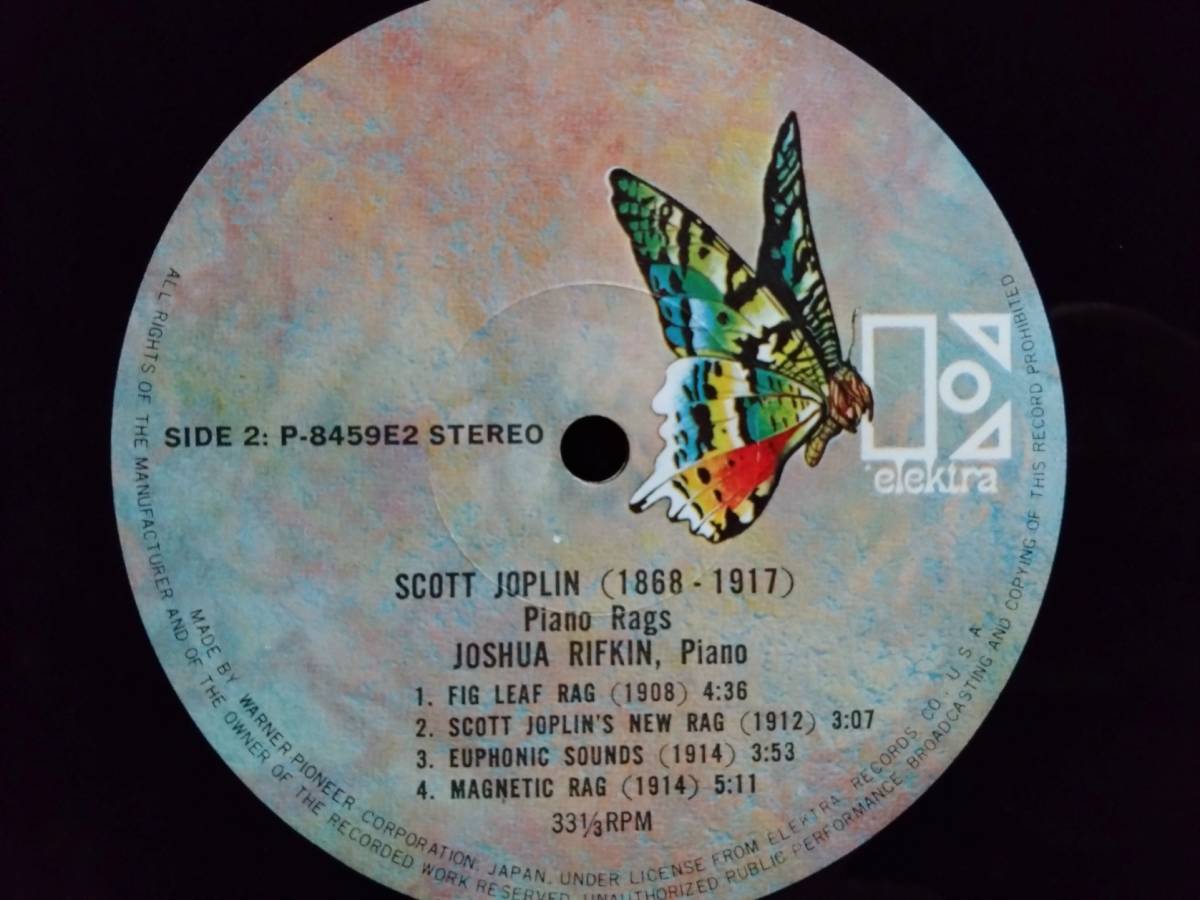 SIDE 2: P-8459E2 STEREO
elektra
SCOTT JOPLIN (1868 - 1917)
Piano Rags
JOSHUA RIFKIN, Piano
1. FIG LEAF RAG (1908) 4:36
2. SCOTT JOPLIN'S NEW RAG (1912) 3:07
3. EUPHONIC SOUNDS (1914) 3:53
4. MAGNETIC RAG (1914) 5:11
33⅓RPM
MADE BY WARNER PIONEER CORPORATION, JAPAN. UNDER LICENSE FROM ELEKTRA RECORDS CO., U.S.A.
ALL RIGHTS OF THE MANUFACTURER AND OF THE OWNER OF THE RECORDED WORK RESERVED. UNAUTHORIZED PUBLIC PERFORMANCE, BROADCASTING AND COPYING OF THIS RECORD PROHIBITED